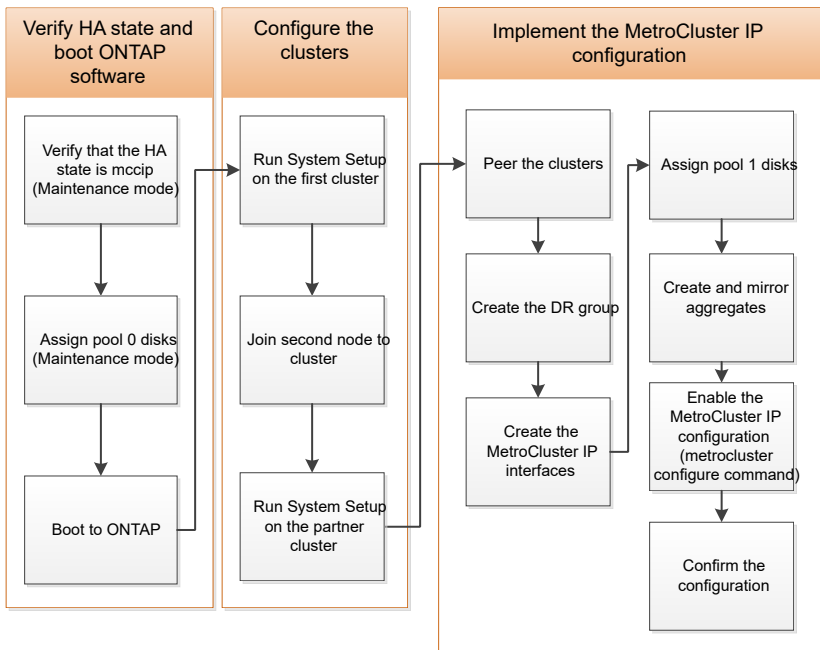 Verify HA state and
boot ONTAP
software
Verify that the HA
state is mccip
(Maintenance mode)
Assign pool 0 disks
(Maintenance mode)
Boot to ONTAP
Configure the
clusters
Run System Setup
on the first cluster
Join second node to
cluster
Run System Setup
on the partner
cluster
Implement the MetroCluster IP
configuration
Peer the clusters
Create the DR group
Create the
MetroCluster IP
interfaces
Assign pool 1 disks
Create and mirror
aggregates
Enable the
MetroCluster IP
configuration
(metrocluster
configure command)
Confirm the
configuration